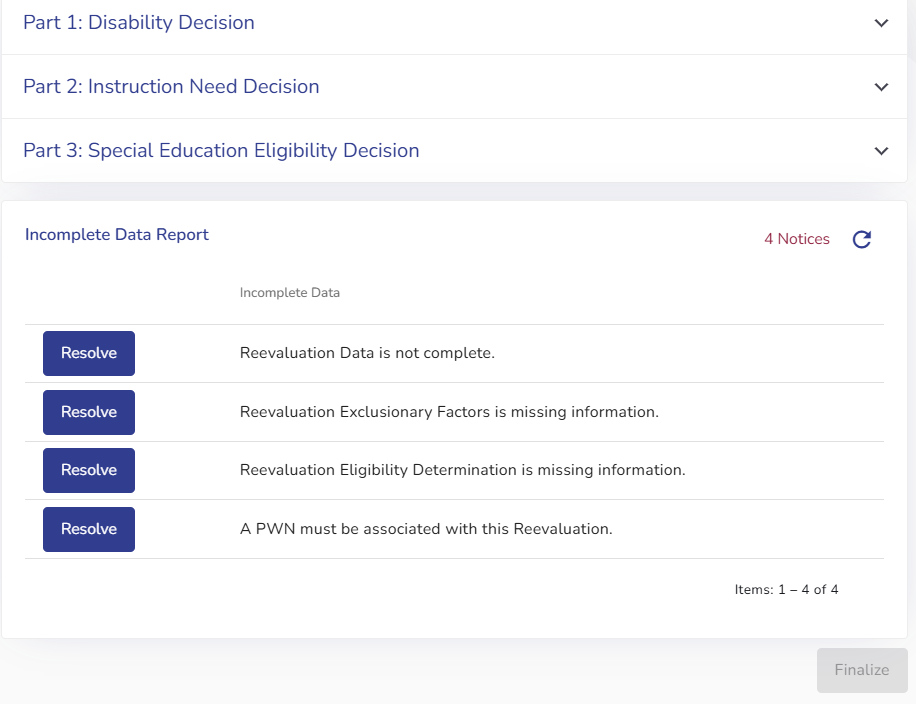 Part 1: Disability Decision
Part 2: Instruction Need Decision
Part 3: Special Education Eligibility Decision
Incomplete Data Report
4 Notices
Incomplete Data
Resolve Reevaluation Data is not complete.
Resolve Reevaluation Exclusionary Factors is missing information.
Resolve Reevaluation Eligibility Determination is missing information.
Resolve A PWN must be associated with this Reevaluation.
Items: 1 – 4 of 4
Finalize